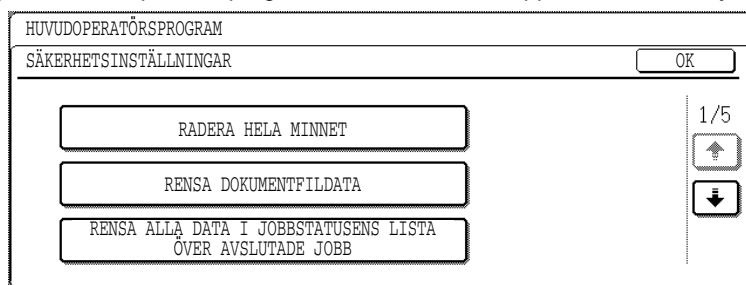 HUVUDOPERATÖRSPROGRAM
SÄKERHETSINSTÄLLNINGAR
OK
1/5
RADERA HELA MINNET
RENSA DOKUMENTFILDATA
RENSA ALLA DATA I JOBBSTATUSENS LISTA
ÖVER AVSLUTADE JOBB